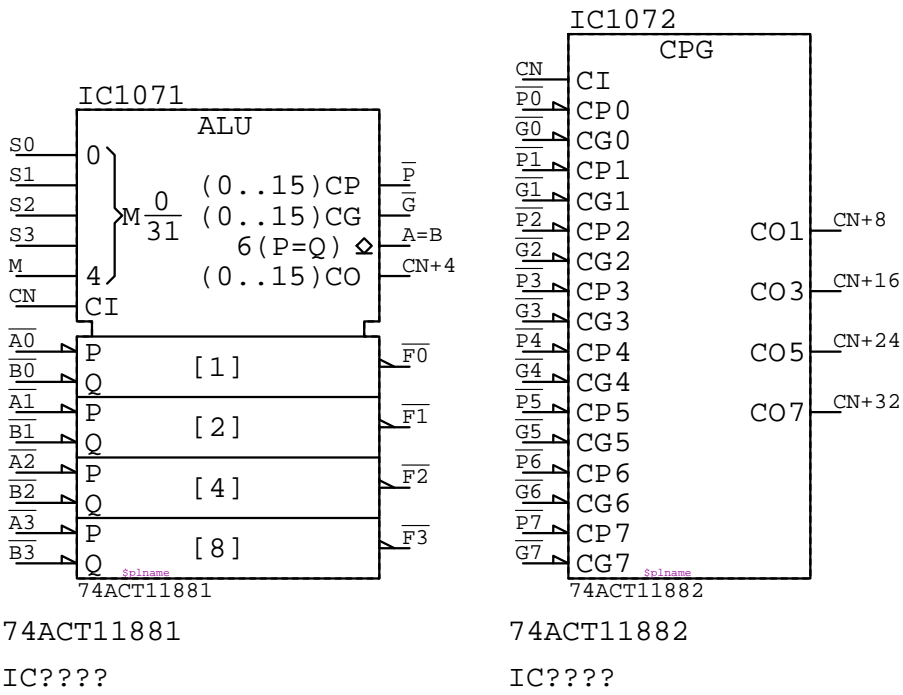 IC1071
ALU
S0
S1
S2
S3
M
CN
0
4
M 0/31
(0..15)CP
(0..15)CG
6(P=Q)
(0..15)CO
CI
P
G
A=B
CN+4
A0
B0
A1
B1
A2
B2
A3
B3
P
Q
P
Q
P
Q
P
Q
[1]
[2]
[4]
[8]
F0
F1
F2
F3
$plname
74ACT11881
74ACT11881
IC????
IC1072
CPG
CN
P0
G0
P1
G1
P2
G2
P3
G3
P4
G4
P5
G5
P6
G6
P7
G7
CI
CP0
CG0
CP1
CG1
CP2
CG2
CP3
CG3
CP4
CG4
CP5
CG5
CP6
CG6
CP7
CG7
CO1
CO3
CO5
CO7
CN+8
CN+16
CN+24
CN+32
$plname
74ACT11882
74ACT11882
IC????